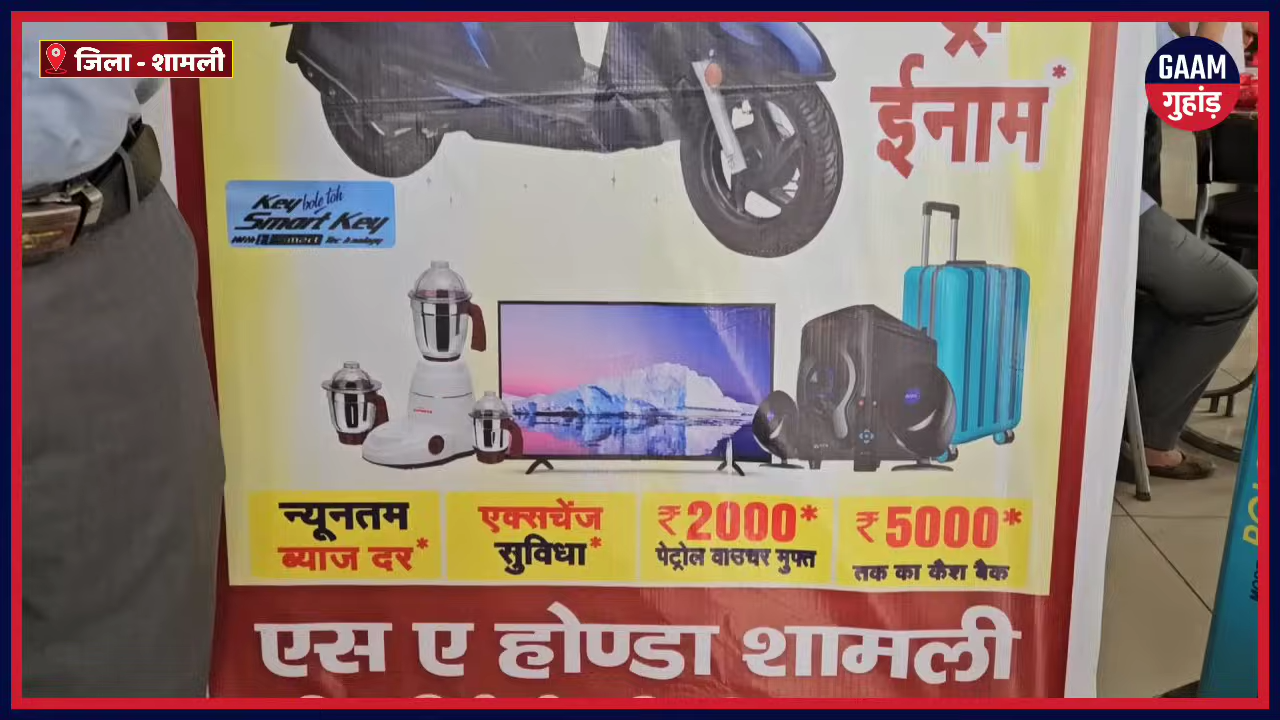 जिला - शामली
GAAM
गुहांड़
ईनाम*
Key bole toh
Smart Key
न्यूनतम
ब्याज दर*
एक्सचेंज
सुविधा*
₹2000*
पेट्रोल वाउचर मुफ्त
₹5000*
तक का कैश बैक
एस ए होण्डा शामली